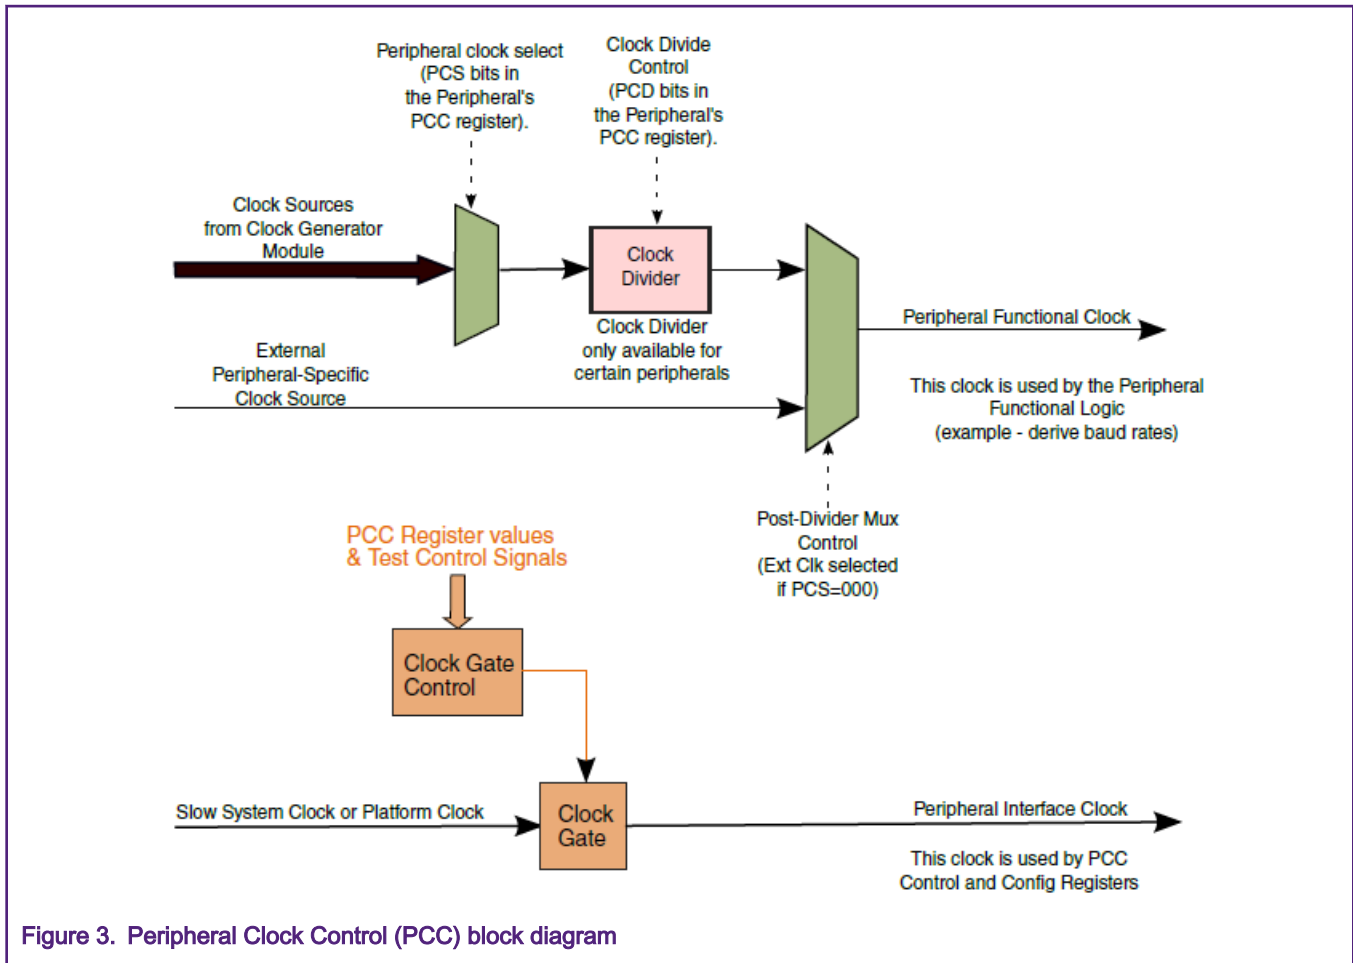 Peripheral clock select
(PCS bits in
the Peripheral's
PCC register).
Clock Divide
Control
(PCD bits in
the Peripheral's
PCC register).
Clock Sources
from Clock Generator
Module
Clock
Divider
Clock Divider
only available for
certain peripherals
External
Peripheral-Specific
Clock Source
Peripheral Functional Clock
This clock is used by the Peripheral
Functional Logic
(example - derive baud rates)
Post-Divider Mux
Control
(Ext Clk selected
if PCS=000)
PCC Register values
& Test Control Signals
Clock Gate
Control
Slow System Clock or Platform Clock
Clock
Gate
Peripheral Interface Clock
This clock is used by PCC
Control and Config Registers
Figure 3. Peripheral Clock Control (PCC) block diagram